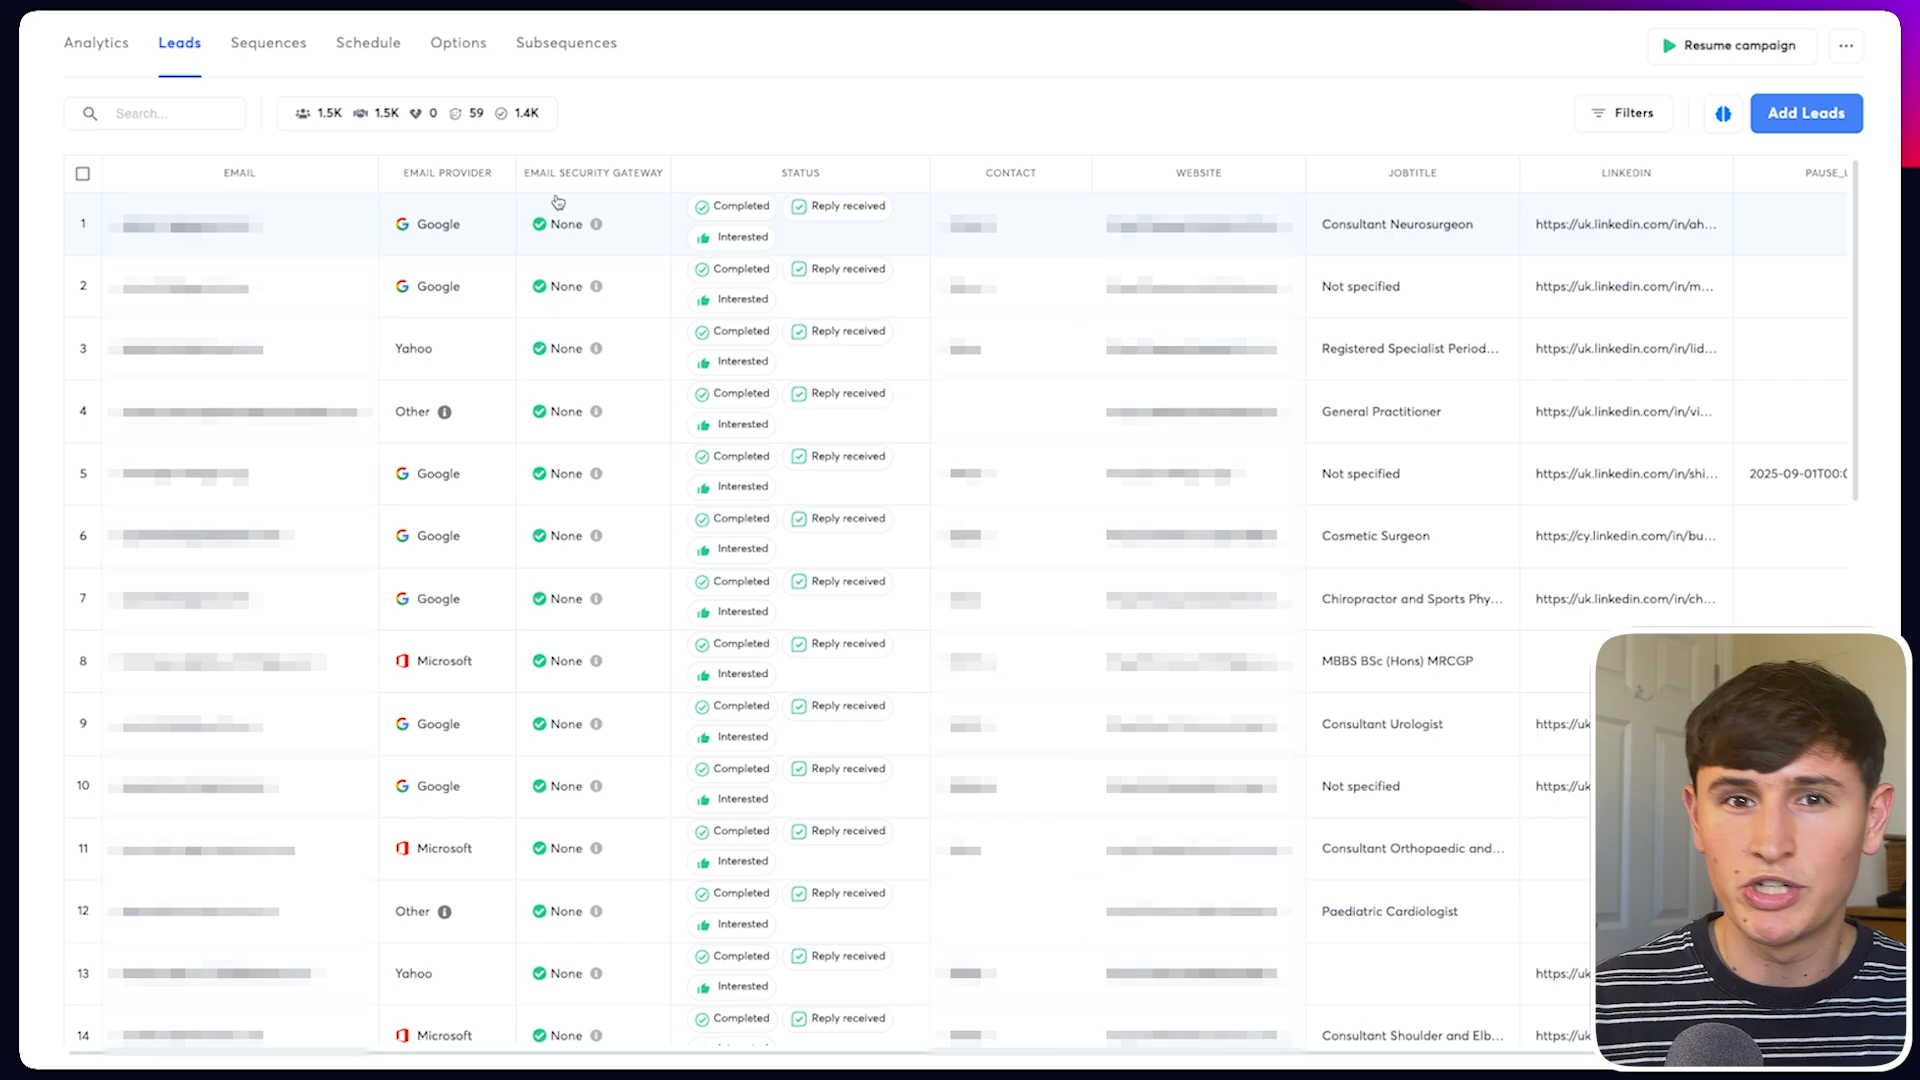 Analytics Leads Sequences Schedule Options Subsequences Resume campaign
Search... 1.5K 1.5K 0 59 1.4K Filters Add Leads
EMAIL EMAIL PROVIDER EMAIL SECURITY GATEWAY STATUS CONTACT WEBSITE JOBTITLE LINKEDIN PAUSE_U
1 Google None Completed Reply received Interested Consultant Neurosurgeon https://uk.linkedin.com/in/ah...
2 Google None Completed Reply received Interested Not specified https://uk.linkedin.com/in/m...
3 Yahoo None Completed Reply received Interested Registered Specialist Period... https://uk.linkedin.com/in/lid...
4 Other None Completed Reply received Interested General Practitioner https://uk.linkedin.com/in/vi...
5 Google None Completed Reply received Interested Not specified https://uk.linkedin.com/in/shi... 2025-09-01T00:0
6 Google None Completed Reply received Interested Cosmetic Surgeon https://cy.linkedin.com/in/bu...
7 Google None Completed Reply received Interested Chiropractor and Sports Phy... https://uk.linkedin.com/in/ch...
8 Microsoft None Completed Reply received Interested MBBS BSc (Hons) MRCGP
9 Google None Completed Reply received Interested Consultant Urologist https://uk
10 Google None Completed Reply received Interested Not specified https://uk
11 Microsoft None Completed Reply received Interested Consultant Orthopaedic and...
12 Other None Completed Reply received Interested Paediatric Cardiologist
13 Yahoo None Completed Reply received Interested https://uk
14 Microsoft None Completed Reply received Consultant Shoulder and Elb... https://uk